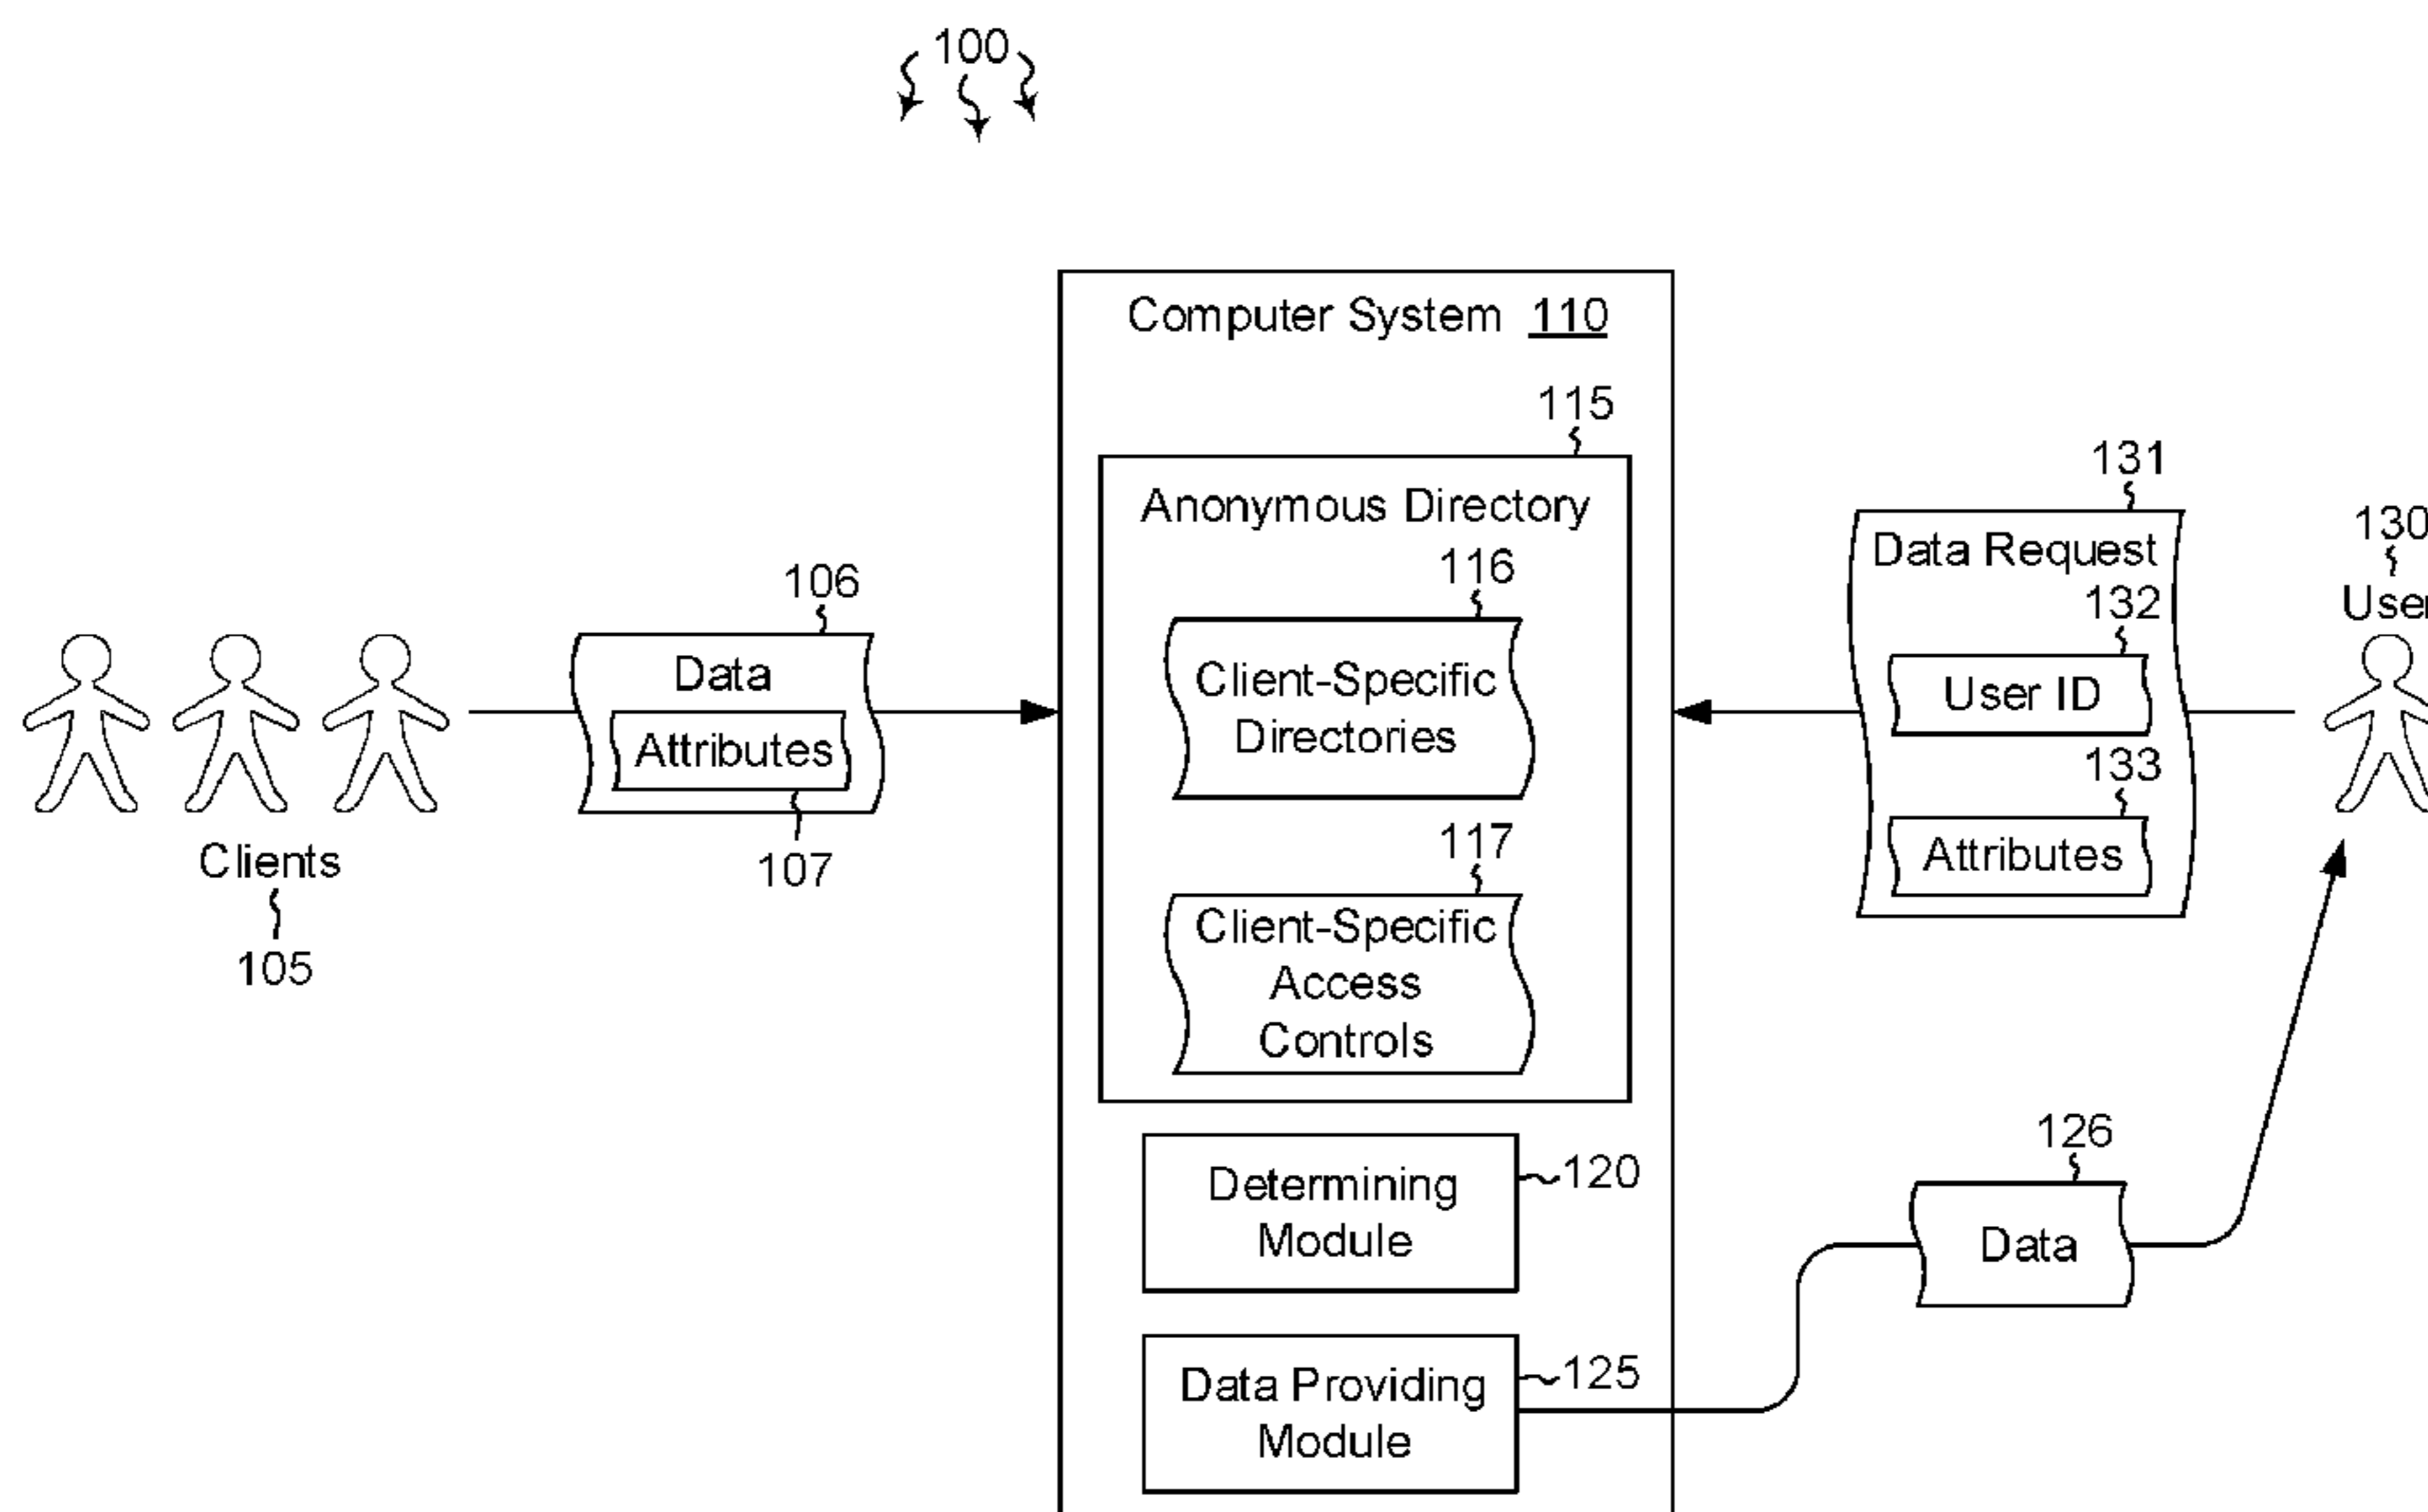 100
Computer System 110
115
Anonymous Directory
116
Client-Specific
Directories
117
Client-Specific
Access
Controls
Determining
Module
120
Data Providing
Module
125
106
Data
Attributes
107
Clients
105
131
Data Request
132
User ID
133
Attributes
130
User
126
Data